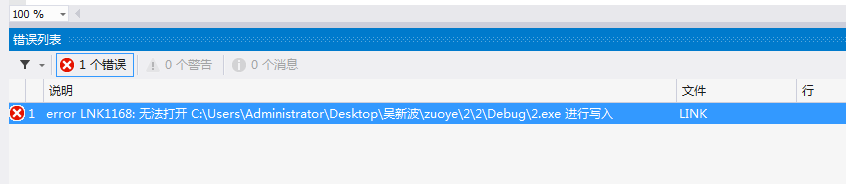 100 %
错误列表
1 个错误 0 个警告 0 个消息
说明 文件 行
1 error LNK1168: 无法打开 C:\Users\Administrator\Desktop\吴新波\zuoye\2\2\Debug\2.exe 进行写入 LINK